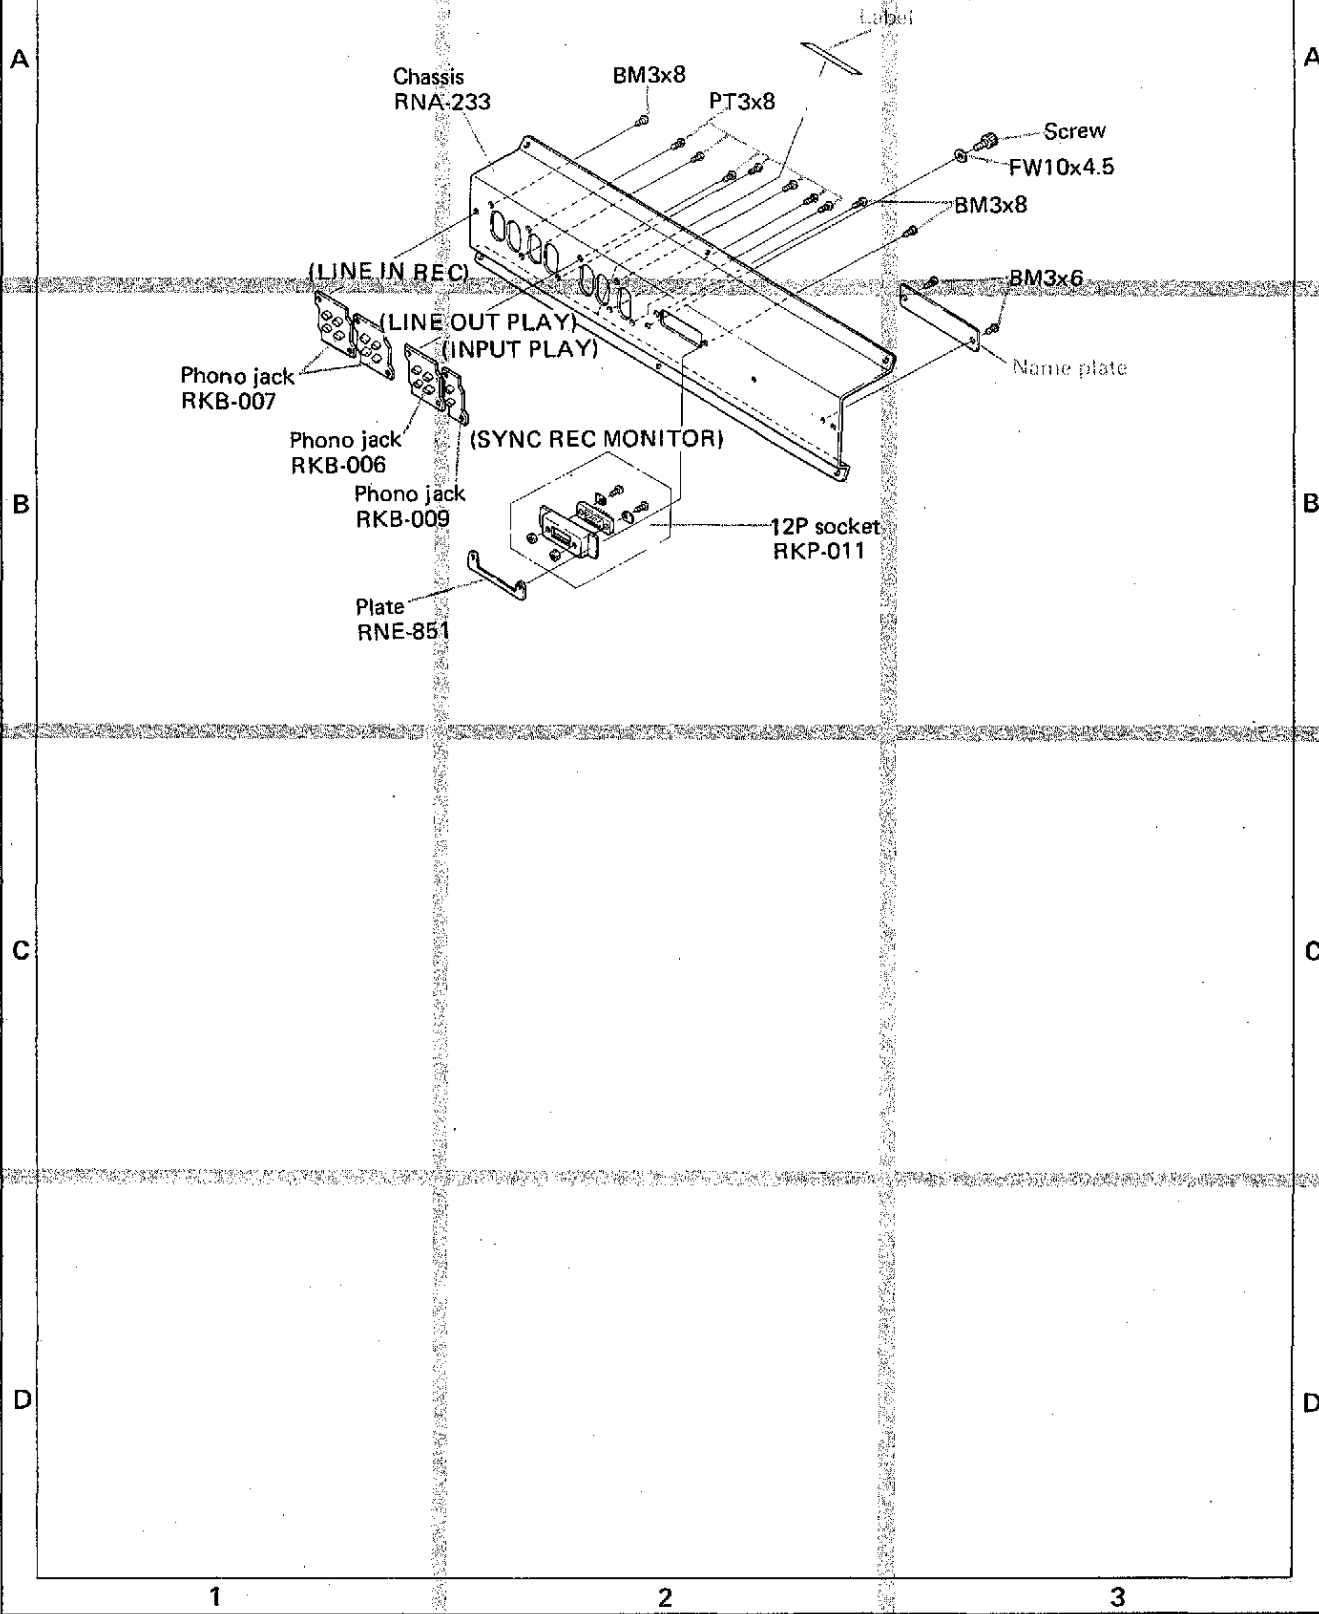 Label
A
A
Chassis
RNA-233
BM3x8
PT3x8
Screw
FW10x4.5
BM3x8
(LINE IN REC)
BM3x6
(LINE OUT PLAY)
(INPUT PLAY)
Name plate
Phono jack
RKB-007
Phono jack
RKB-006
(SYNC REC MONITOR)
Phono jack
RKB-009
B
B
12P socket
RKP-011
Plate
RNE-851
C
C
D
D
1
2
3